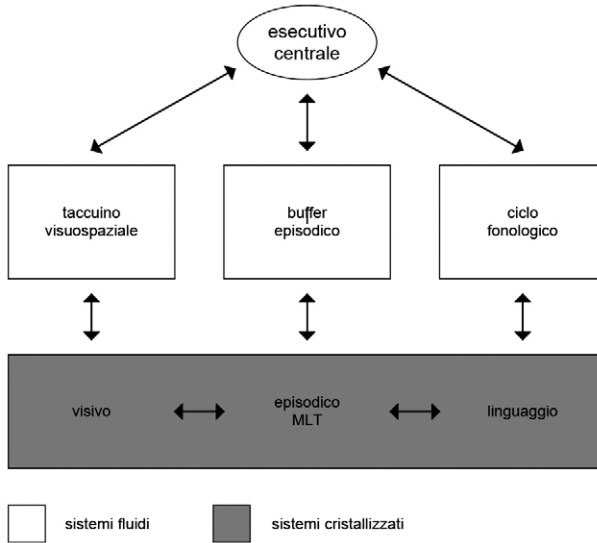 esecutivo
centrale
taccuino
visuospaziale
buffer
episodico
ciclo
fonologico
visivo
episodico
MLT
linguaggio
sistemi fluidi
sistemi cristallizzati